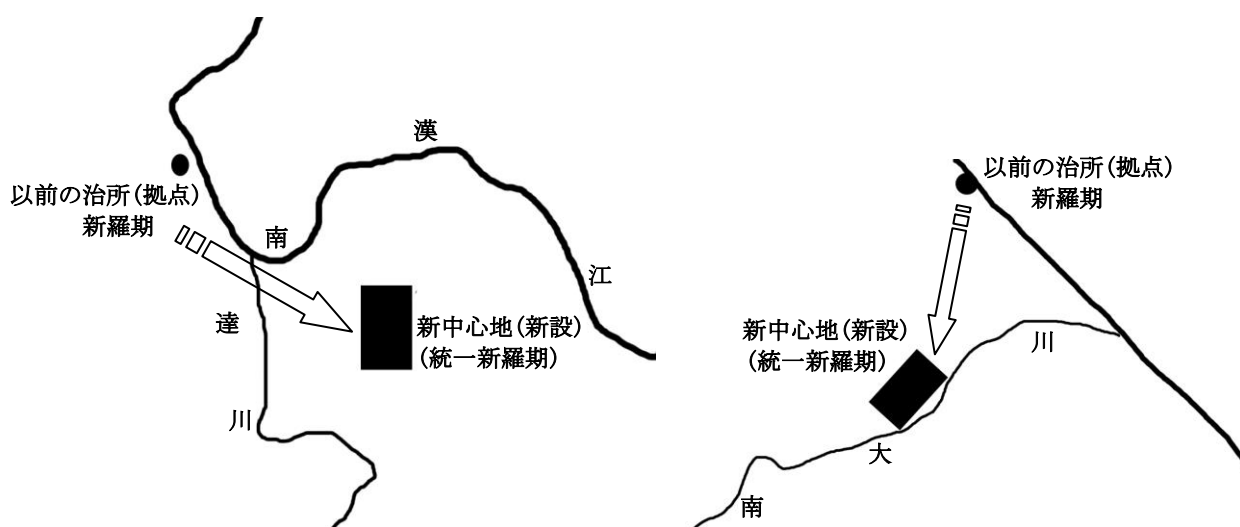 漢
南
江
達
川
以前の治所(拠点)
新羅期
新中心地(新設)
(統一新羅期)
以前の治所(拠点)
新羅期
新中心地(新設)
(統一新羅期)
川
大
南